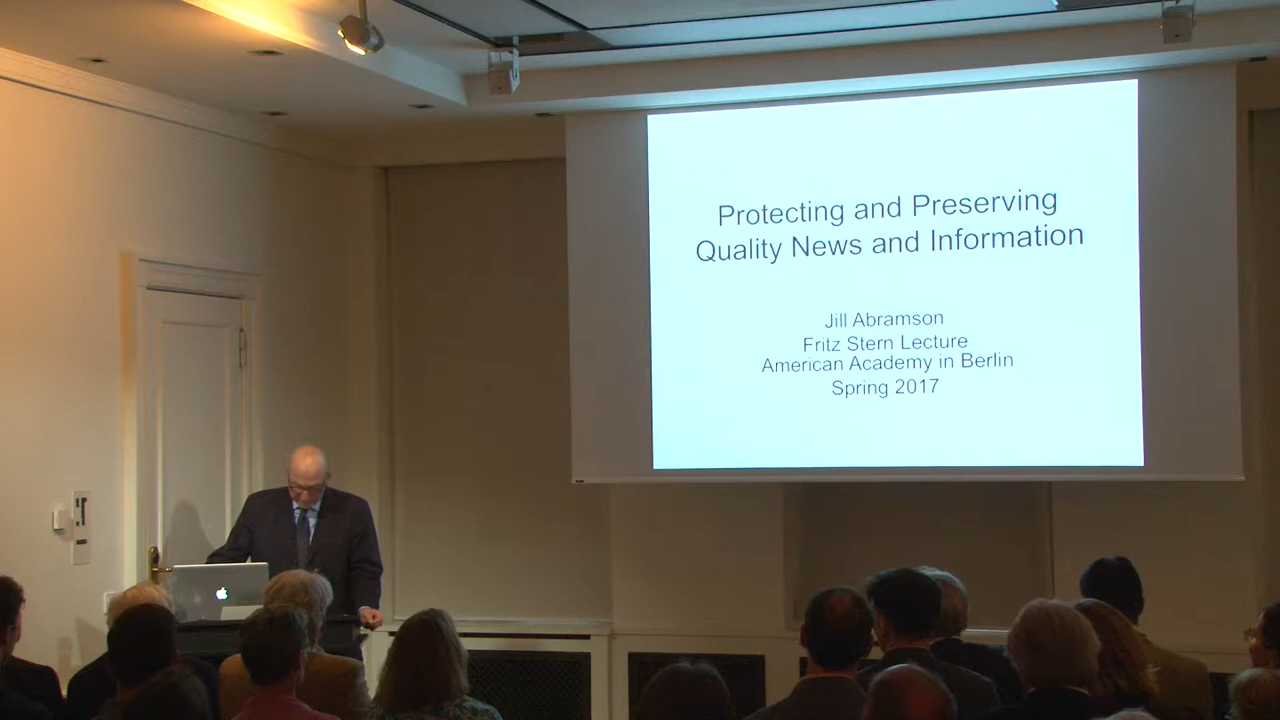 Protecting and Preserving
Quality News and Information
Jill Abramson
Fritz Stern Lecture
American Academy in Berlin
Spring 2017